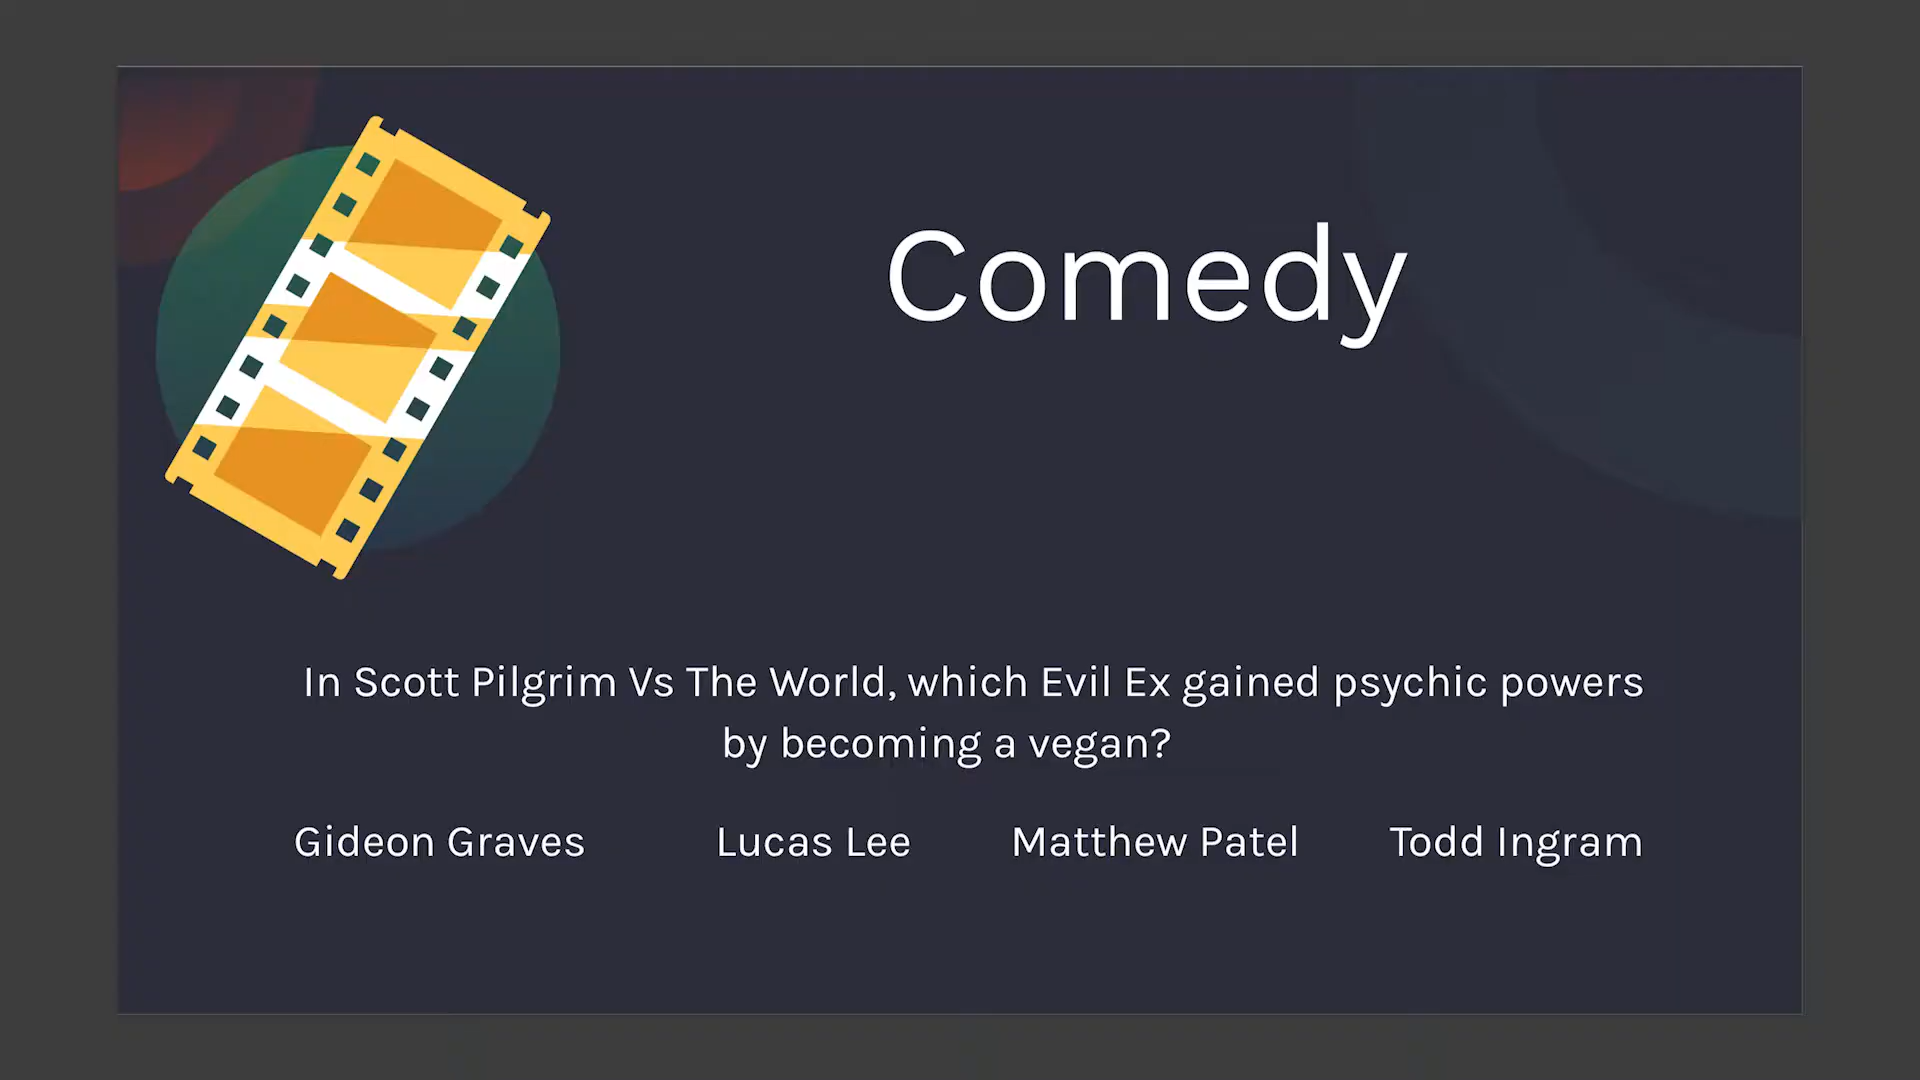 Comedy
In Scott Pilgrim Vs The World, which Evil Ex gained psychic powers
by becoming a vegan?
Gideon Graves Lucas Lee Matthew Patel Todd Ingram